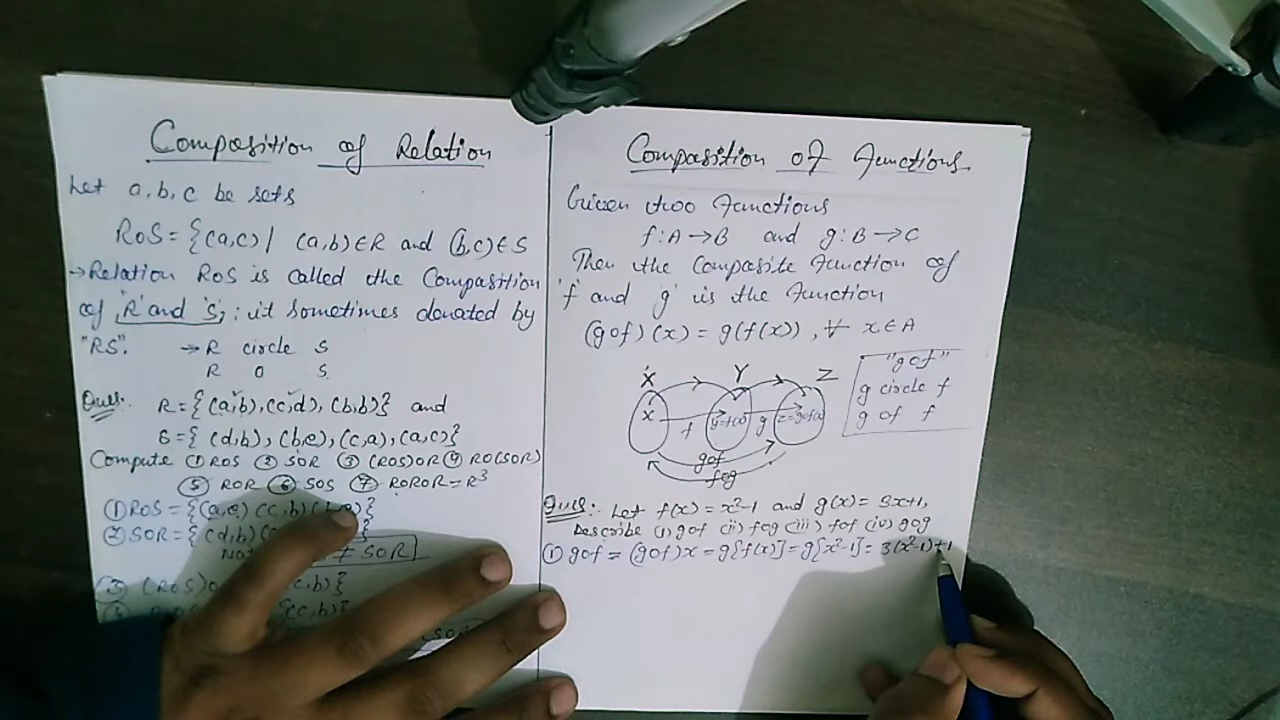 Composition of Relation
Let a,b,c be sets
RoS = {(a,c) | (a,b)∈R and (b,c)∈S
→Relation RoS is called the Composition
of 'R' and 'S'; it sometimes donated by
"RS". → R circle S
R O S.
Ques:- R={(a,b),(c,d),(b,b)} and
S={(d,b),(b,e),(c,a),(a,c)}
Compute ① ROS ② SOR ③ (ROS)OR ④ RO(SOR)
⑤ ROR ⑥ SOS ⑦ ROROR=R³
① ROS = {(a,e) (c,b) (b,e)}
② SOR = {(d,b) }
≠ SOR
③ (ROS)O c,b)}
{(c,b)}
Composition of Functions.
Given two Functions
f:A→B and g:B→C
Then the Composite Function of
'f' and 'g' is the Function
(gof)(x) = g(f(x)), ∀ x∈A
X Y Z
x y=f(x) z=gof(x)
f g
gof
fog
"gof"
g circle f
g of f
Ques:- Let f(x) = x²-1 and g(x) = 3x+1,
Describe (i) gof (ii) fog (iii) fof (iv) gog
① gof = (gof)x = g[f(x)] = g[x²-1] = 3(x²-1)+1